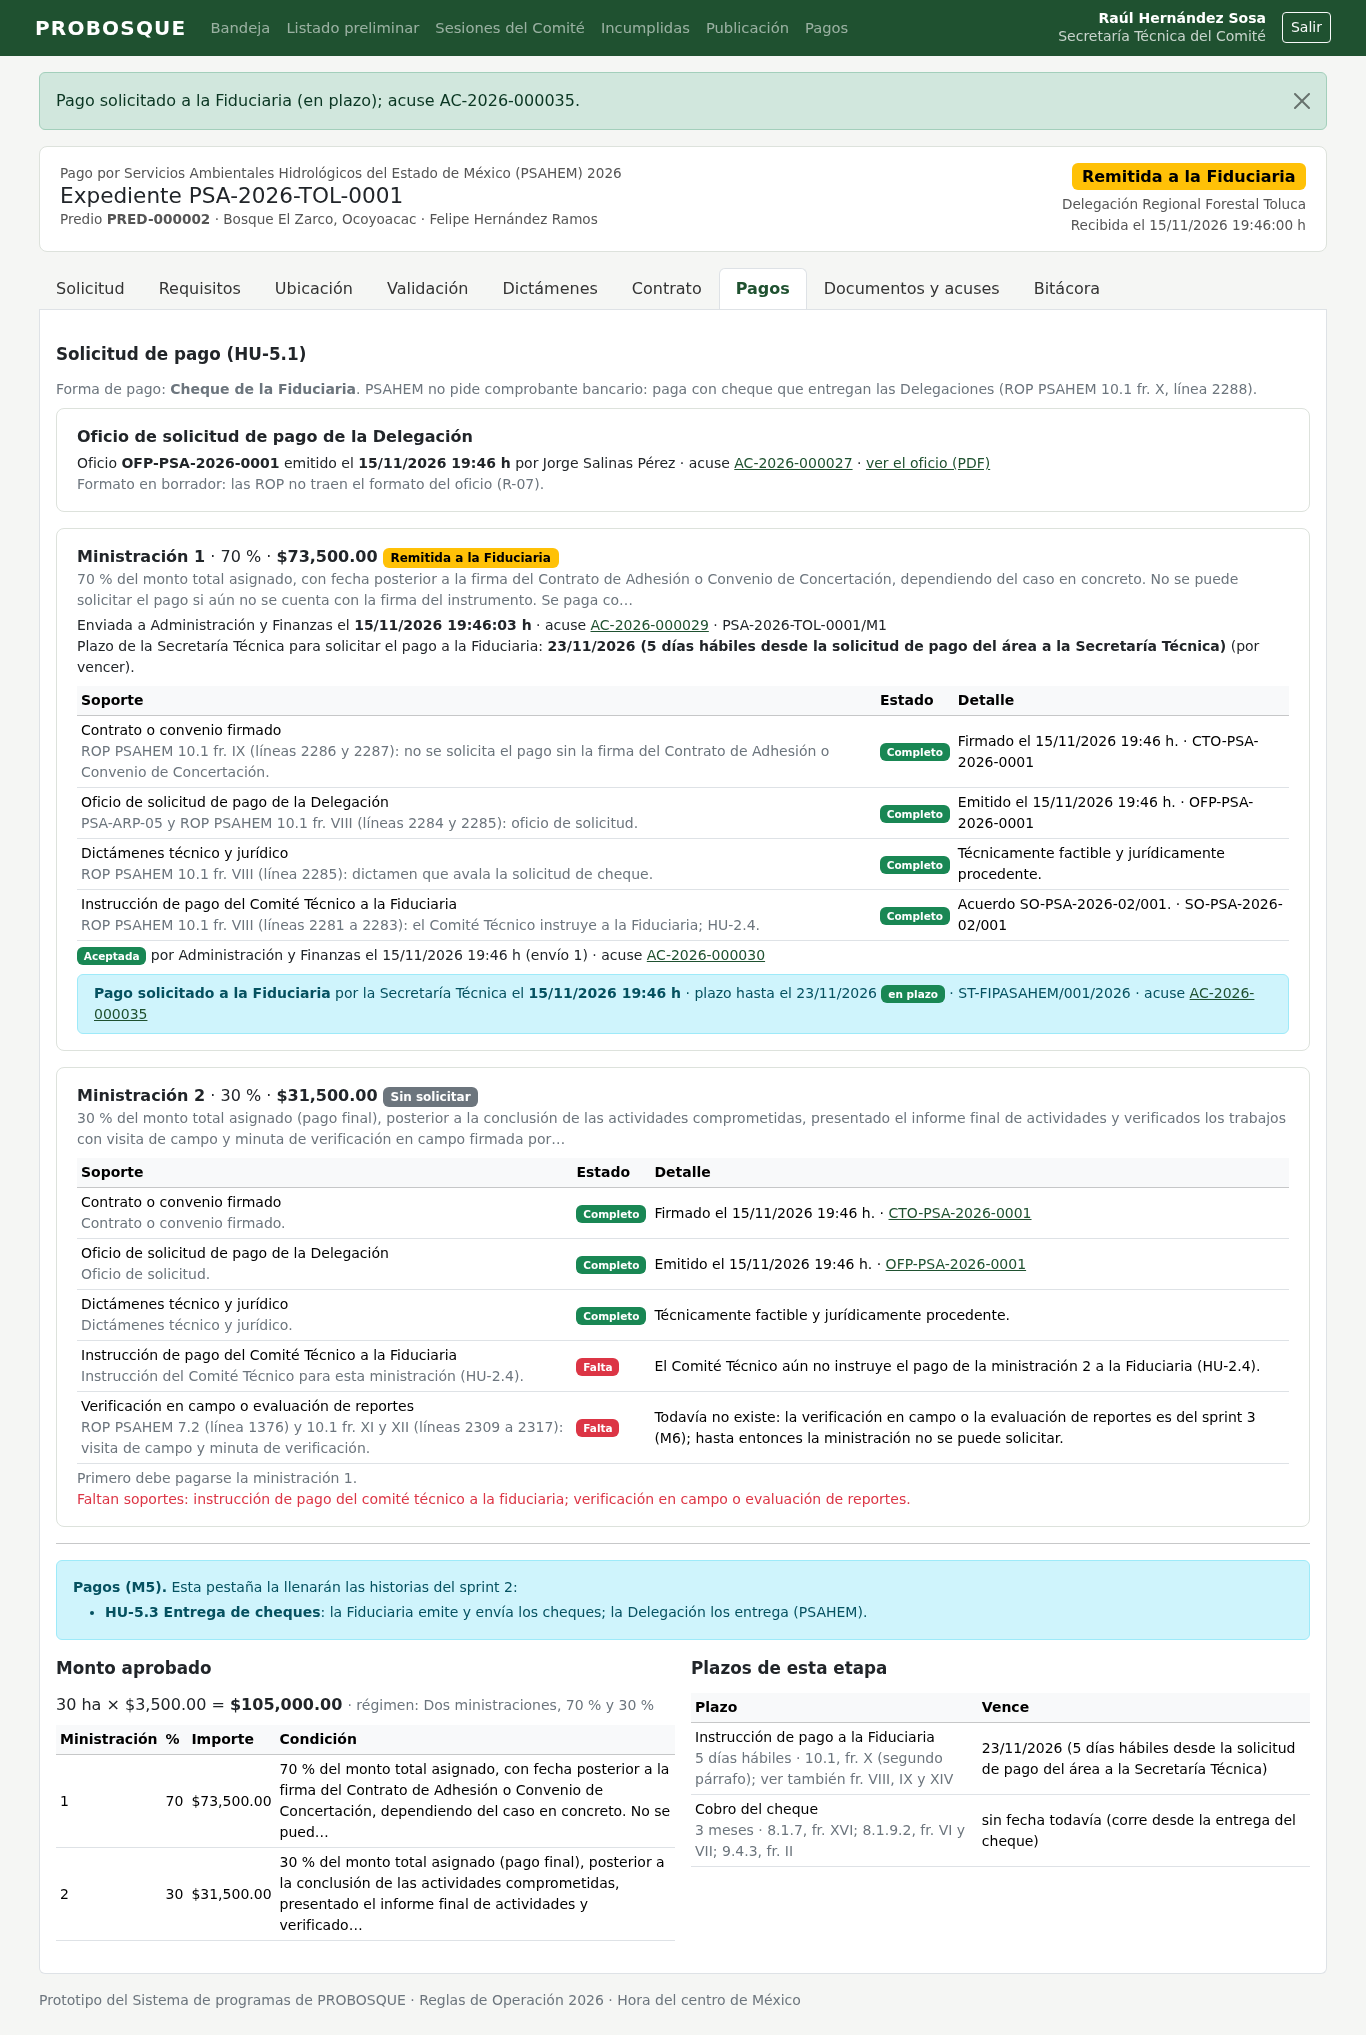 PROBOSQUE Bandeja Listado preliminar Sesiones del Comité Incumplidas Publicación Pagos
Raúl Hernández Sosa
Secretaría Técnica del Comité
Salir
Pago solicitado a la Fiduciaria (en plazo); acuse AC-2026-000035.
Pago por Servicios Ambientales Hidrológicos del Estado de México (PSAHEM) 2026
Expediente PSA-2026-TOL-0001
Predio PRED-000002 · Bosque El Zarco, Ocoyoacac · Felipe Hernández Ramos
Remitida a la Fiduciaria
Delegación Regional Forestal Toluca
Recibida el 15/11/2026 19:46:00 h
Solicitud Requisitos Ubicación Validación Dictámenes Contrato Pagos Documentos y acuses Bitácora
Solicitud de pago (HU-5.1)
Forma de pago: Cheque de la Fiduciaria. PSAHEM no pide comprobante bancario: paga con cheque que entregan las Delegaciones (ROP PSAHEM 10.1 fr. X, línea 2288).
Oficio de solicitud de pago de la Delegación
Oficio OFP-PSA-2026-0001 emitido el 15/11/2026 19:46 h por Jorge Salinas Pérez · acuse AC-2026-000027 · ver el oficio (PDF)
Formato en borrador: las ROP no traen el formato del oficio (R-07).
Ministración 1 · 70 % · $73,500.00 Remitida a la Fiduciaria
70 % del monto total asignado, con fecha posterior a la firma del Contrato de Adhesión o Convenio de Concertación, dependiendo del caso en concreto. No se puede
solicitar el pago si aún no se cuenta con la firma del instrumento. Se paga co…
Enviada a Administración y Finanzas el 15/11/2026 19:46:03 h · acuse AC-2026-000029 · PSA-2026-TOL-0001/M1
Plazo de la Secretaría Técnica para solicitar el pago a la Fiduciaria: 23/11/2026 (5 días hábiles desde la solicitud de pago del área a la Secretaría Técnica) (por
vencer).
Soporte Estado Detalle
Contrato o convenio firmado
ROP PSAHEM 10.1 fr. IX (líneas 2286 y 2287): no se solicita el pago sin la firma del Contrato de Adhesión o
Convenio de Concertación.
Completo
Firmado el 15/11/2026 19:46 h. · CTO-PSA-
2026-0001
Oficio de solicitud de pago de la Delegación
PSA-ARP-05 y ROP PSAHEM 10.1 fr. VIII (líneas 2284 y 2285): oficio de solicitud.
Completo
Emitido el 15/11/2026 19:46 h. · OFP-PSA-
2026-0001
Dictámenes técnico y jurídico
ROP PSAHEM 10.1 fr. VIII (línea 2285): dictamen que avala la solicitud de cheque.
Completo
Técnicamente factible y jurídicamente
procedente.
Instrucción de pago del Comité Técnico a la Fiduciaria
ROP PSAHEM 10.1 fr. VIII (líneas 2281 a 2283): el Comité Técnico instruye a la Fiduciaria; HU-2.4.
Completo
Acuerdo SO-PSA-2026-02/001. · SO-PSA-2026-
02/001
Aceptada por Administración y Finanzas el 15/11/2026 19:46 h (envío 1) · acuse AC-2026-000030
Pago solicitado a la Fiduciaria por la Secretaría Técnica el 15/11/2026 19:46 h · plazo hasta el 23/11/2026 en plazo · ST-FIPASAHEM/001/2026 · acuse AC-2026-
000035
Ministración 2 · 30 % · $31,500.00 Sin solicitar
30 % del monto total asignado (pago final), posterior a la conclusión de las actividades comprometidas, presentado el informe final de actividades y verificados los trabajos
con visita de campo y minuta de verificación en campo firmada por…
Soporte Estado Detalle
Contrato o convenio firmado
Contrato o convenio firmado.
Completo
Firmado el 15/11/2026 19:46 h. · CTO-PSA-2026-0001
Oficio de solicitud de pago de la Delegación
Oficio de solicitud.
Completo
Emitido el 15/11/2026 19:46 h. · OFP-PSA-2026-0001
Dictámenes técnico y jurídico
Dictámenes técnico y jurídico.
Completo
Técnicamente factible y jurídicamente procedente.
Instrucción de pago del Comité Técnico a la Fiduciaria
Instrucción del Comité Técnico para esta ministración (HU-2.4).
Falta
El Comité Técnico aún no instruye el pago de la ministración 2 a la Fiduciaria (HU-2.4).
Verificación en campo o evaluación de reportes
ROP PSAHEM 7.2 (línea 1376) y 10.1 fr. XI y XII (líneas 2309 a 2317):
visita de campo y minuta de verificación.
Falta
Todavía no existe: la verificación en campo o la evaluación de reportes es del sprint 3
(M6); hasta entonces la ministración no se puede solicitar.
Primero debe pagarse la ministración 1.
Faltan soportes: instrucción de pago del comité técnico a la fiduciaria; verificación en campo o evaluación de reportes.
Pagos (M5). Esta pestaña la llenarán las historias del sprint 2:
• HU-5.3 Entrega de cheques: la Fiduciaria emite y envía los cheques; la Delegación los entrega (PSAHEM).
Monto aprobado
30 ha × $3,500.00 = $105,000.00 · régimen: Dos ministraciones, 70 % y 30 %
Ministración % Importe Condición
1 70 $73,500.00
70 % del monto total asignado, con fecha posterior a la
firma del Contrato de Adhesión o Convenio de
Concertación, dependiendo del caso en concreto. No se
pued…
2 30 $31,500.00
30 % del monto total asignado (pago final), posterior a
la conclusión de las actividades comprometidas,
presentado el informe final de actividades y
verificado…
Plazos de esta etapa
Plazo Vence
Instrucción de pago a la Fiduciaria
5 días hábiles · 10.1, fr. X (segundo
párrafo); ver también fr. VIII, IX y XIV
23/11/2026 (5 días hábiles desde la solicitud
de pago del área a la Secretaría Técnica)
Cobro del cheque
3 meses · 8.1.7, fr. XVI; 8.1.9.2, fr. VI y
VII; 9.4.3, fr. II
sin fecha todavía (corre desde la entrega del
cheque)
Prototipo del Sistema de programas de PROBOSQUE · Reglas de Operación 2026 · Hora del centro de México